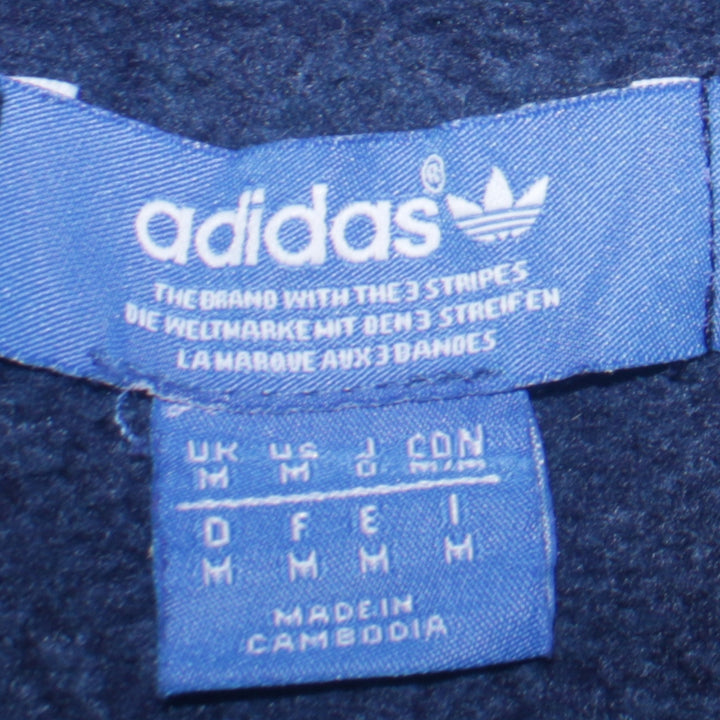 adidas®
THE BRAND WITH THE 3 STRIPES
DIE WELTMARKE MIT DEN 3 STREIFEN
LA MARQUE AUX 3 BANDES
UK US J CDN
M M O M/M
D F E I
M M M M
MADE IN
CAMBODIA